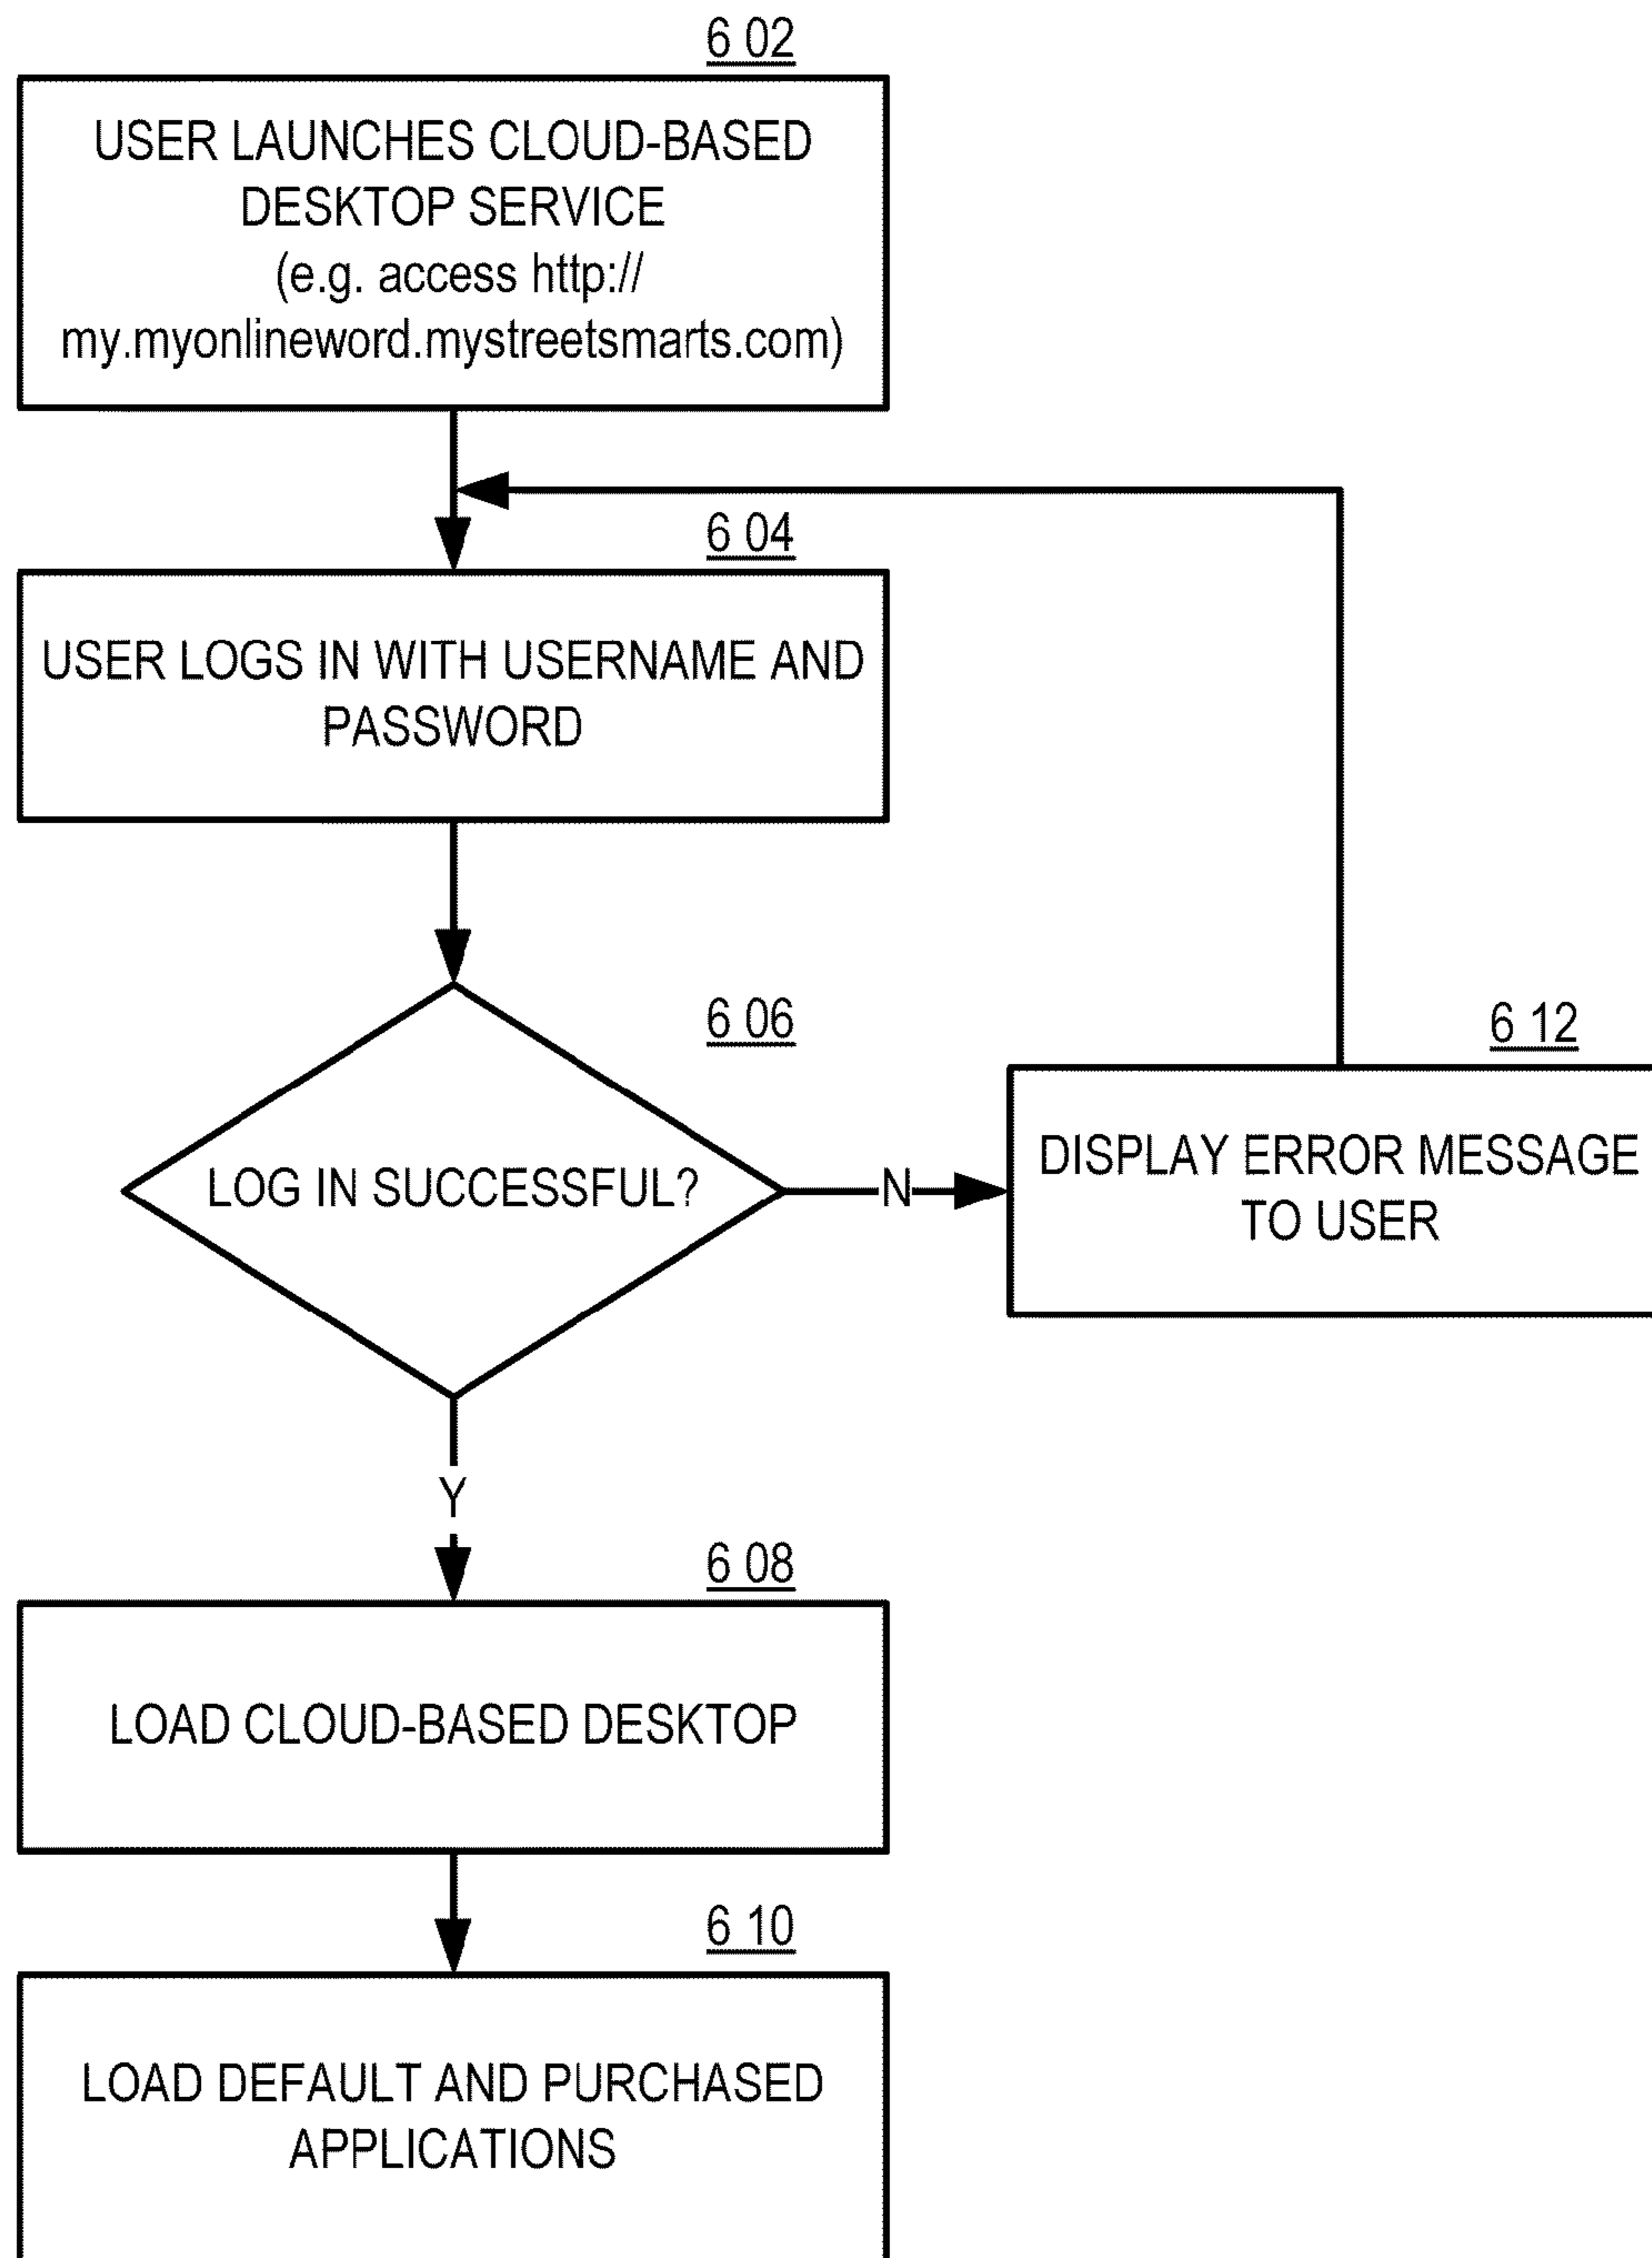 6 02
USER LAUNCHES CLOUD-BASED
DESKTOP SERVICE
(e.g. access http://
my.myonlineword.mystreetsmarts.com)
6 04
USER LOGS IN WITH USERNAME AND
PASSWORD
6 06
LOG IN SUCCESSFUL?
N
6 12
DISPLAY ERROR MESSAGE
TO USER
Y
6 08
LOAD CLOUD-BASED DESKTOP
6 10
LOAD DEFAULT AND PURCHASED
APPLICATIONS